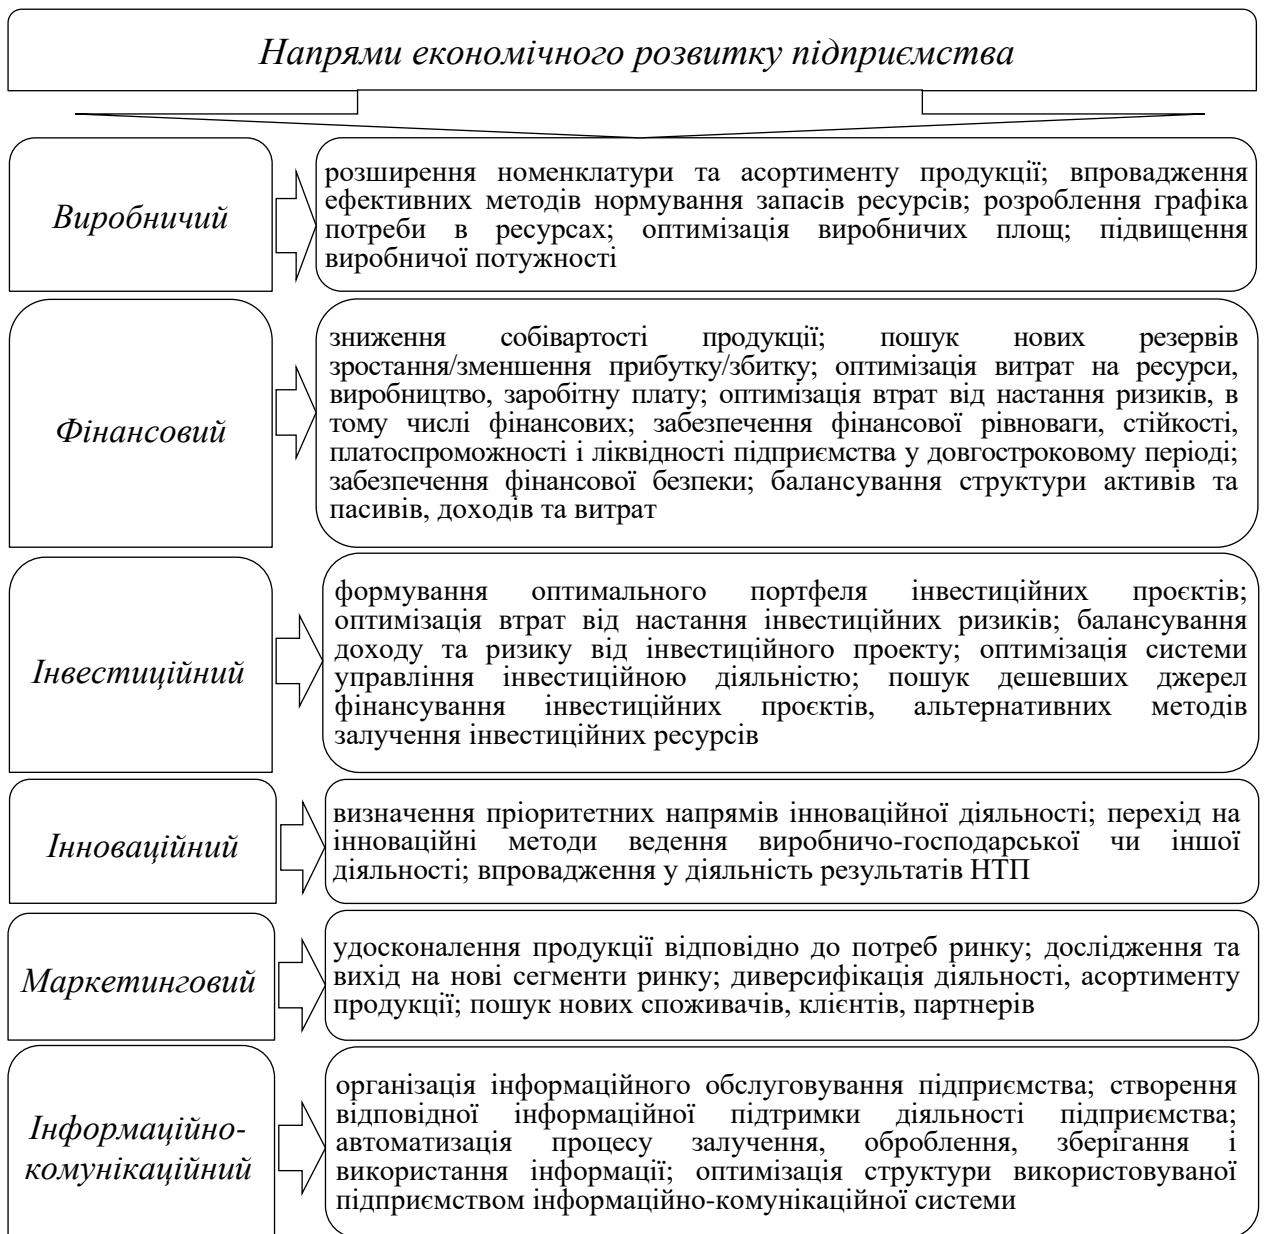 Напрями економічного розвитку підприємства
Виробничий
розширення номенклатури та асортименту продукції; впровадження
ефективних методів нормування запасів ресурсів; розроблення графіка
потреби в ресурсах; оптимізація виробничих площ; підвищення
виробничої потужності
Фінансовий
зниження собівартості продукції; пошук нових резервів
зростання/зменшення прибутку/збитку; оптимізація витрат на ресурси,
виробництво, заробітну плату; оптимізація втрат від настання ризиків, в
тому числі фінансових; забезпечення фінансової рівноваги, стійкості,
платоспроможності і ліквідності підприємства у довгостроковому періоді;
забезпечення фінансової безпеки; балансування структури активів та
пасивів, доходів та витрат
Інвестиційний
формування оптимального портфеля інвестиційних проєктів;
оптимізація втрат від настання інвестиційних ризиків; балансування
доходу та ризику від інвестиційного проекту; оптимізація системи
управління інвестиційною діяльністю; пошук дешевших джерел
фінансування інвестиційних проєктів, альтернативних методів
залучення інвестиційних ресурсів
Інноваційний
визначення пріоритетних напрямів інноваційної діяльності; перехід на
інноваційні методи ведення виробничо-господарської чи іншої
діяльності; впровадження у діяльність результатів НТП
Маркетинговий
удосконалення продукції відповідно до потреб ринку; дослідження та
вихід на нові сегменти ринку; диверсифікація діяльності, асортименту
продукції; пошук нових споживачів, клієнтів, партнерів
Інформаційно-
комунікаційний
організація інформаційного обслуговування підприємства; створення
відповідної інформаційної підтримки діяльності підприємства;
автоматизація процесу залучення, оброблення, зберігання і
використання інформації; оптимізація структури використовуваної
підприємством інформаційно-комунікаційної системи